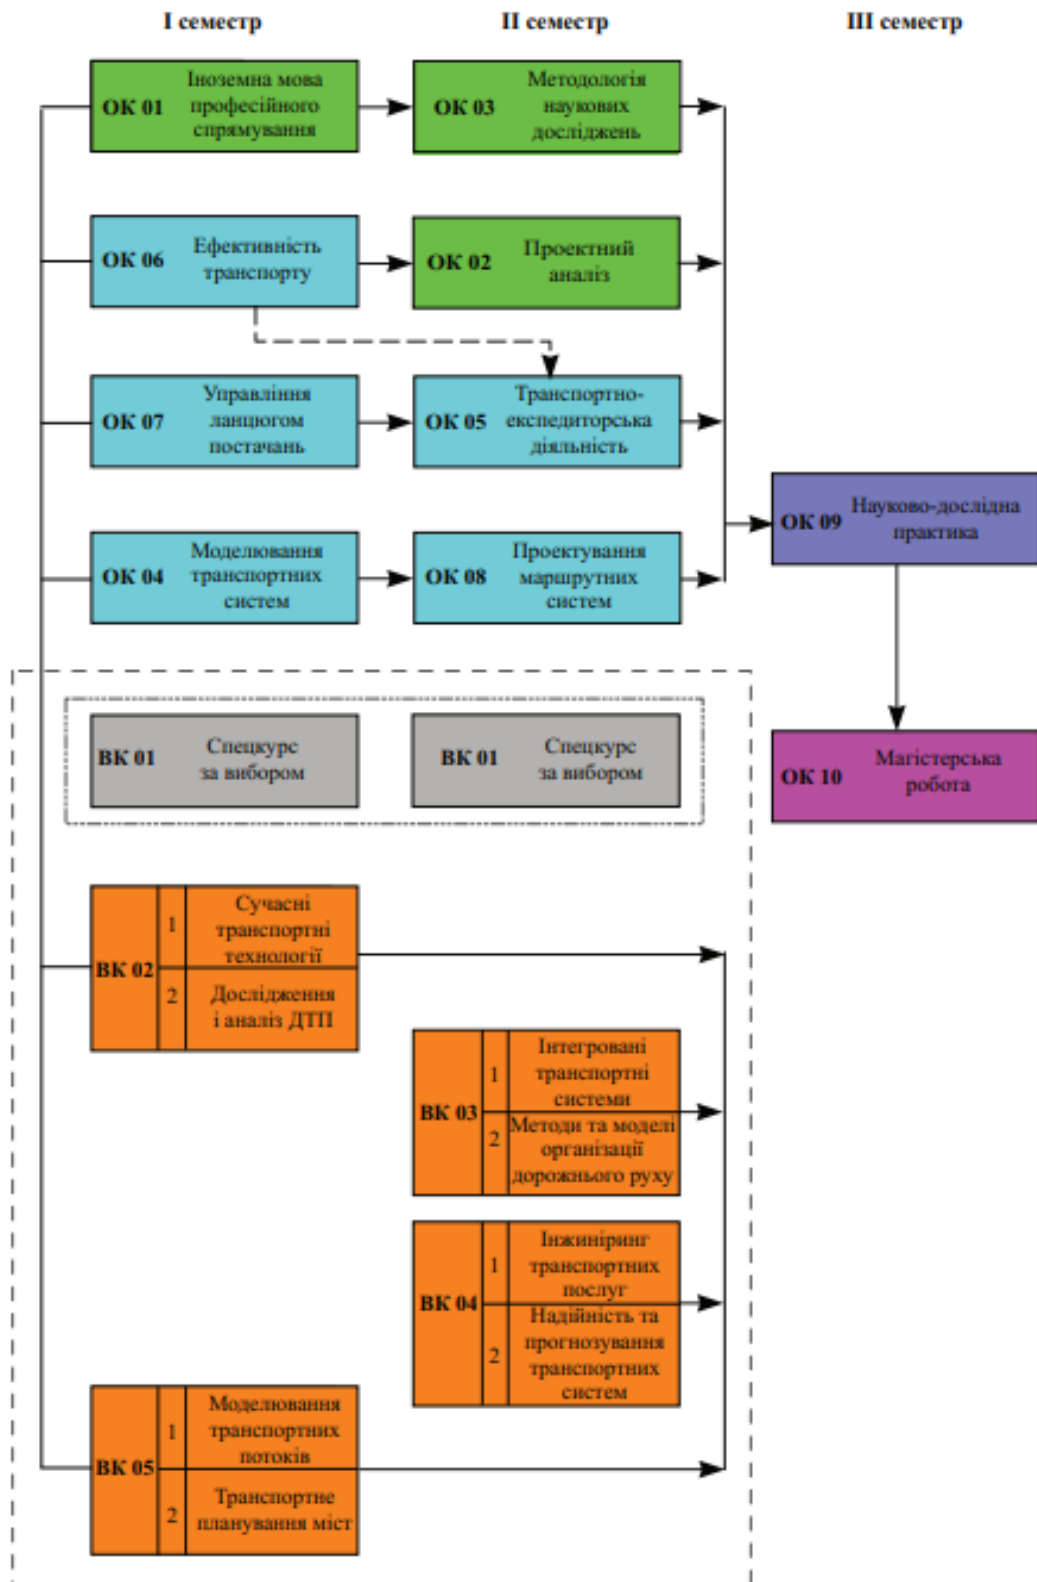 І семестр
ІІ семестр
ІІІ семестр
ОК 01
Іноземна мова
професійного
спрямування
ОК 03
Методологія
наукових
досліджень
ОК 06
Ефективність
транспорту
ОК 02
Проектний
аналіз
ОК 07
Управління
ланцюгом
постачань
ОК 05
Транспортно-
експедиторська
діяльність
ОК 09
Науково-дослідна
практика
ОК 04
Моделювання
транспортних
систем
ОК 08
Проектування
маршрутних
систем
ВК 01
Спецкурс
за вибором
ВК 01
Спецкурс
за вибором
ОК 10
Магістерська
робота
ВК 02
1
Сучасні
транспортні
технології
2
Дослідження
і аналіз ДТП
ВК 03
1
Інтегровані
транспортні
системи
2
Методи та моделі
організації
дорожнього руху
ВК 04
1
Інжиніринг
транспортних
послуг
2
Надійність та
прогнозування
транспортних
систем
ВК 05
1
Моделювання
транспортних
потоків
2
Транспортне
планування міст